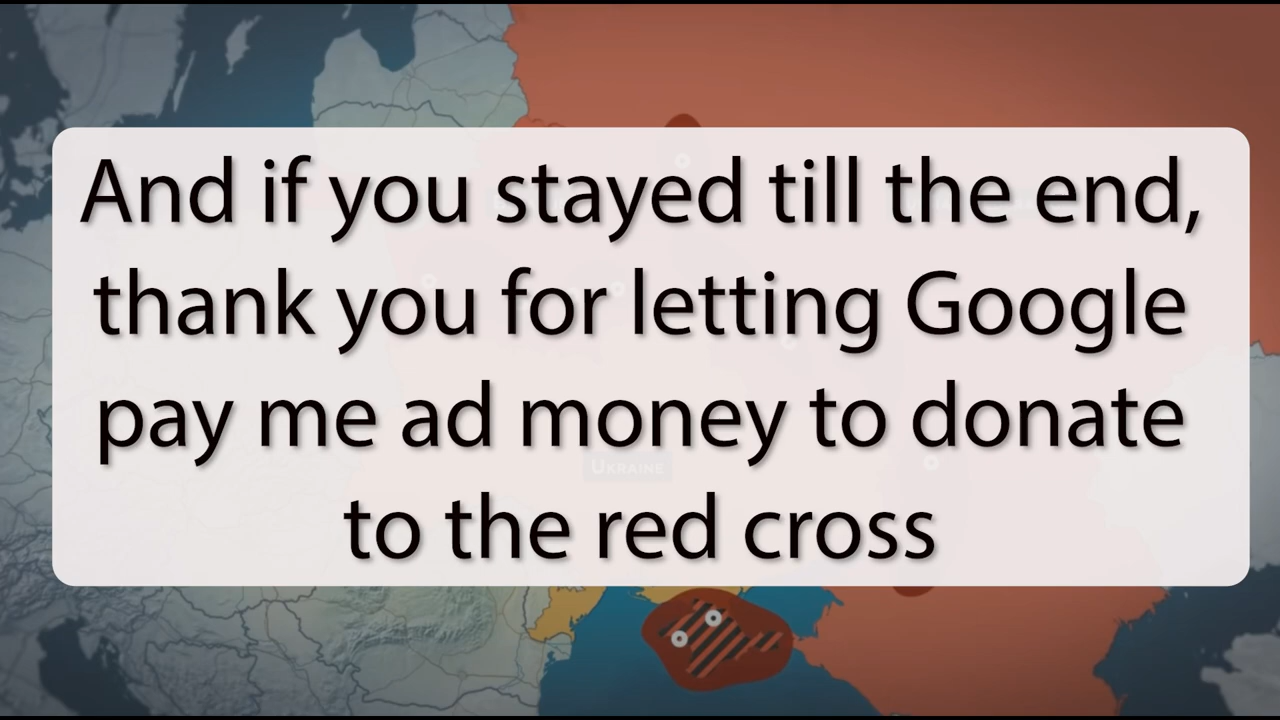 And if you stayed till the end,
thank you for letting Google
pay me ad money to donate
UKRAINE
to the red cross